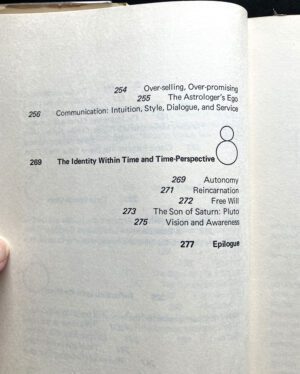 254 Over-selling, Over-promising
255 The Astrologer's Ego
256 Communication: Intuition, Style, Dialogue, and Service
8
269 The Identity Within Time and Time-Perspective
269 Autonomy
271 Reincarnation
272 Free Will
273 The Son of Saturn: Pluto
275 Vision and Awareness
277 Epilogue